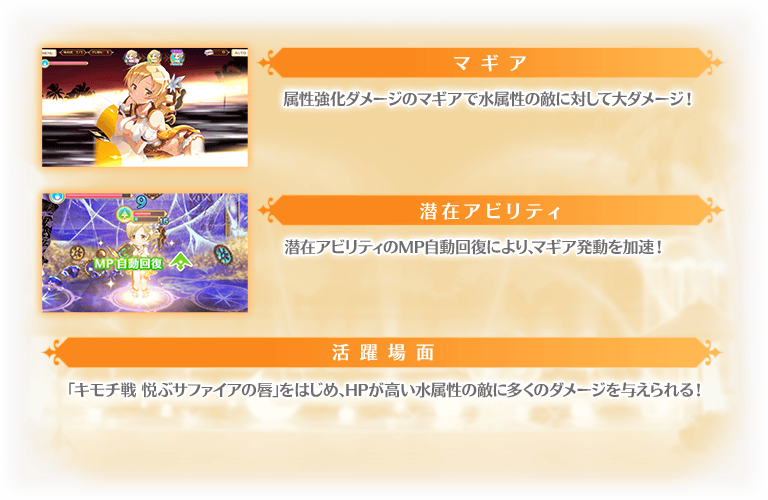 MENU
AUTO
マギア
属性強化ダメージのマギアで水属性の敵に対して大ダメージ！
9
MP自動回復
潜在アビリティ
潜在アビリティのMP自動回復により、マギア発動を加速！
活躍場面
「キモチ戦 悦ぶサファイアの唇」をはじめ、HPが高い水属性の敵に多くのダメージを与えられる！